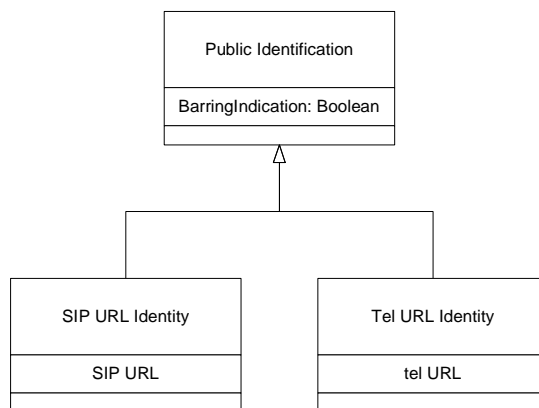 Public Identification
BarringIndication: Boolean
SIP URL Identity
Tel URL Identity
SIP URL
tel URL